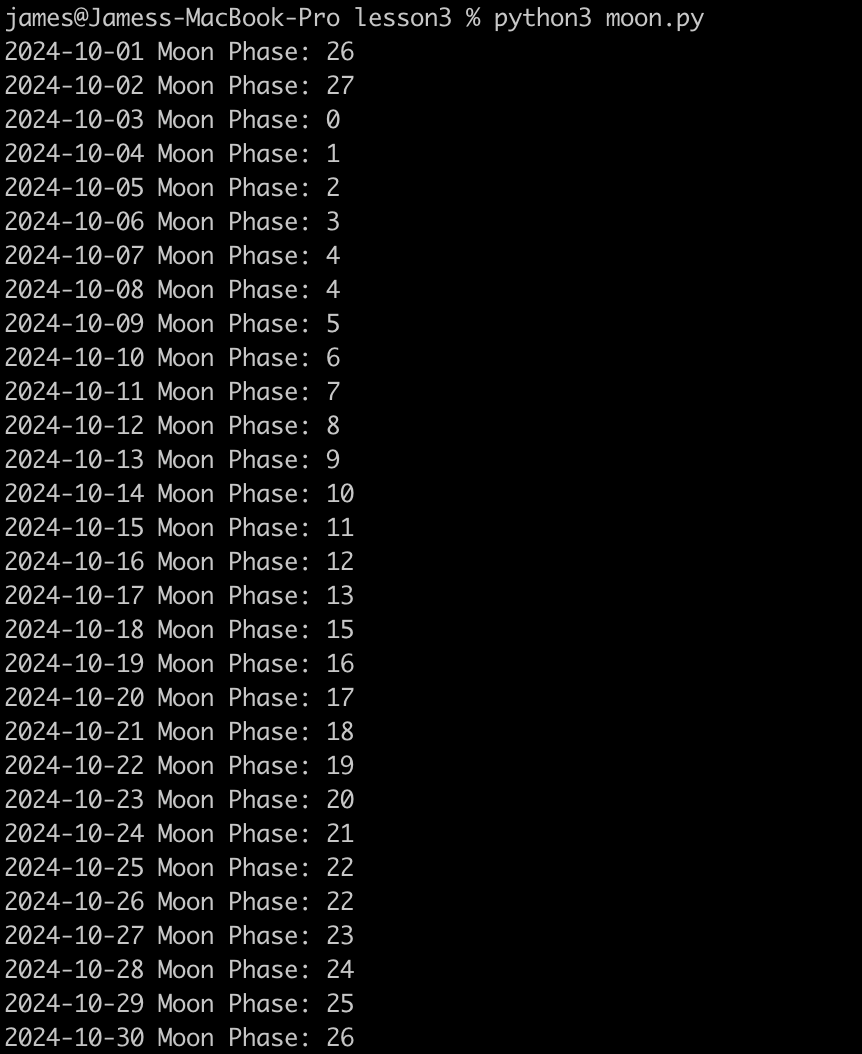 james@Jamess-MacBook-Pro lesson3 % python3 moon.py
2024-10-01 Moon Phase: 26
2024-10-02 Moon Phase: 27
2024-10-03 Moon Phase: 0
2024-10-04 Moon Phase: 1
2024-10-05 Moon Phase: 2
2024-10-06 Moon Phase: 3
2024-10-07 Moon Phase: 4
2024-10-08 Moon Phase: 4
2024-10-09 Moon Phase: 5
2024-10-10 Moon Phase: 6
2024-10-11 Moon Phase: 7
2024-10-12 Moon Phase: 8
2024-10-13 Moon Phase: 9
2024-10-14 Moon Phase: 10
2024-10-15 Moon Phase: 11
2024-10-16 Moon Phase: 12
2024-10-17 Moon Phase: 13
2024-10-18 Moon Phase: 15
2024-10-19 Moon Phase: 16
2024-10-20 Moon Phase: 17
2024-10-21 Moon Phase: 18
2024-10-22 Moon Phase: 19
2024-10-23 Moon Phase: 20
2024-10-24 Moon Phase: 21
2024-10-25 Moon Phase: 22
2024-10-26 Moon Phase: 22
2024-10-27 Moon Phase: 23
2024-10-28 Moon Phase: 24
2024-10-29 Moon Phase: 25
2024-10-30 Moon Phase: 26